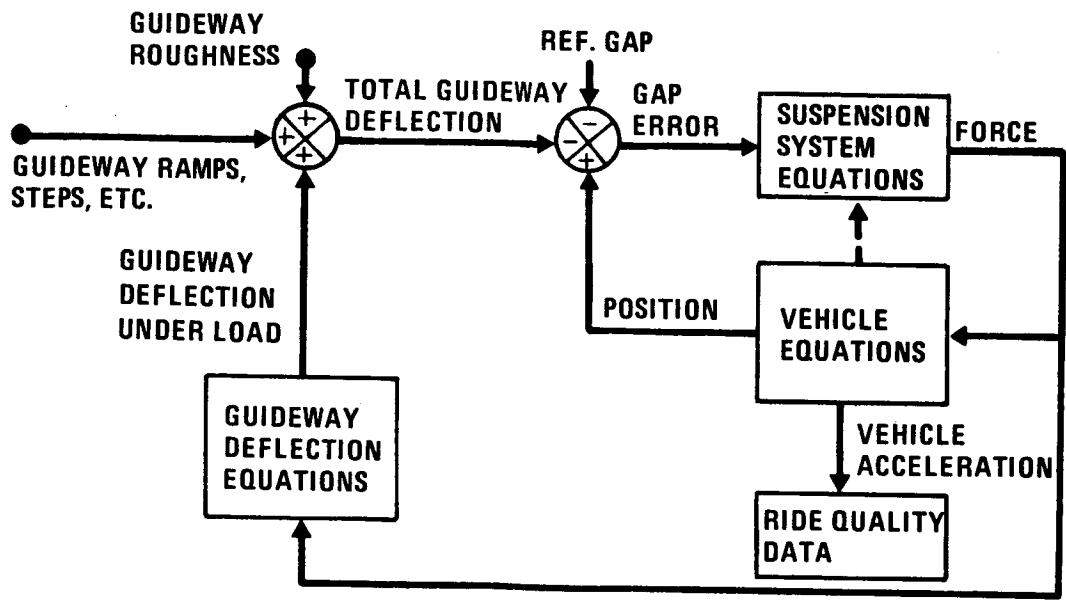 GUIDEWAY
ROUGHNESS
REF. GAP
TOTAL GUIDEWAY
DEFLECTION
GAP
ERROR
SUSPENSION
SYSTEM
EQUATIONS
FORCE
+
+
+
−
−
+
GUIDEWAY RAMPS,
STEPS, ETC.
GUIDEWAY
DEFLECTION
UNDER LOAD
POSITION
VEHICLE
EQUATIONS
GUIDEWAY
DEFLECTION
EQUATIONS
VEHICLE
ACCELERATION
RIDE QUALITY
DATA